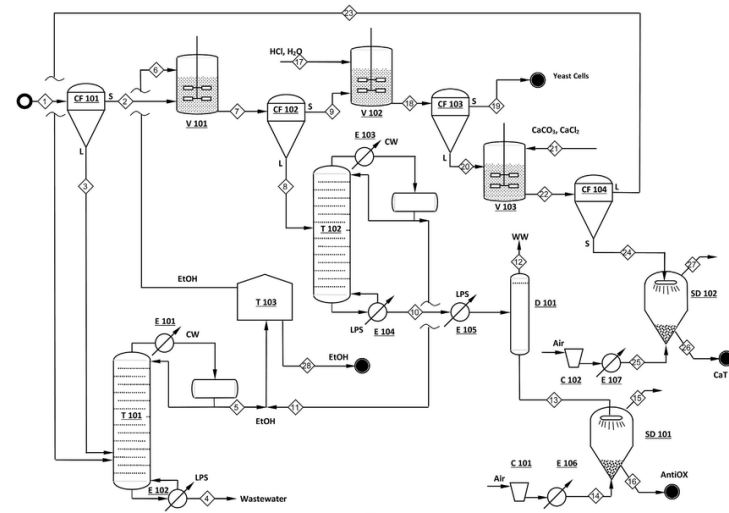 23
HCl, H₂O
17
6
1
CF 101
S
2
V 101
7
CF 102
S
9
V 102
18
CF 103
S
19
Yeast Cells
L
L
L
3
8
E 103
CW
20
CaCO₃, CaCl₂
21
V 103
22
CF 104
L
S
24
T 102
WW
12
27
SD 102
EtOH
T 103
LPS
E 104
10
LPS
E 105
D 101
Air
C 102
E 107
25
26
CaT
E 101
CW
EtOH
28
T 101
5
EtOH
11
13
15
SD 101
E 102
LPS
4
Wastewater
C 101
Air
E 106
14
16
AntiOX